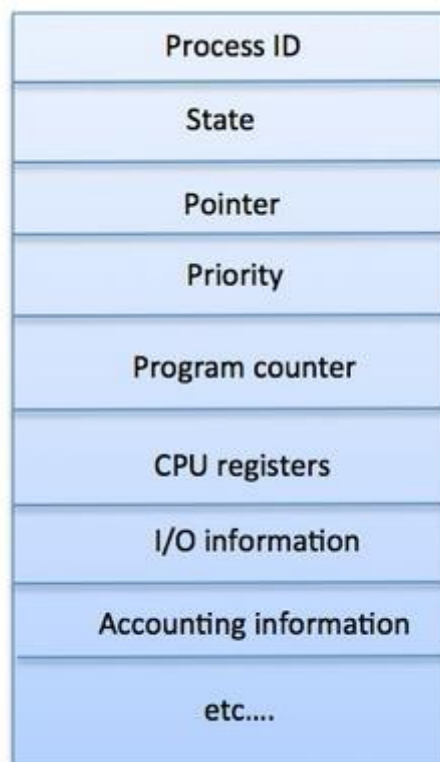 Process ID
State
Pointer
Priority
Program counter
CPU registers
I/O information
Accounting information
etc....